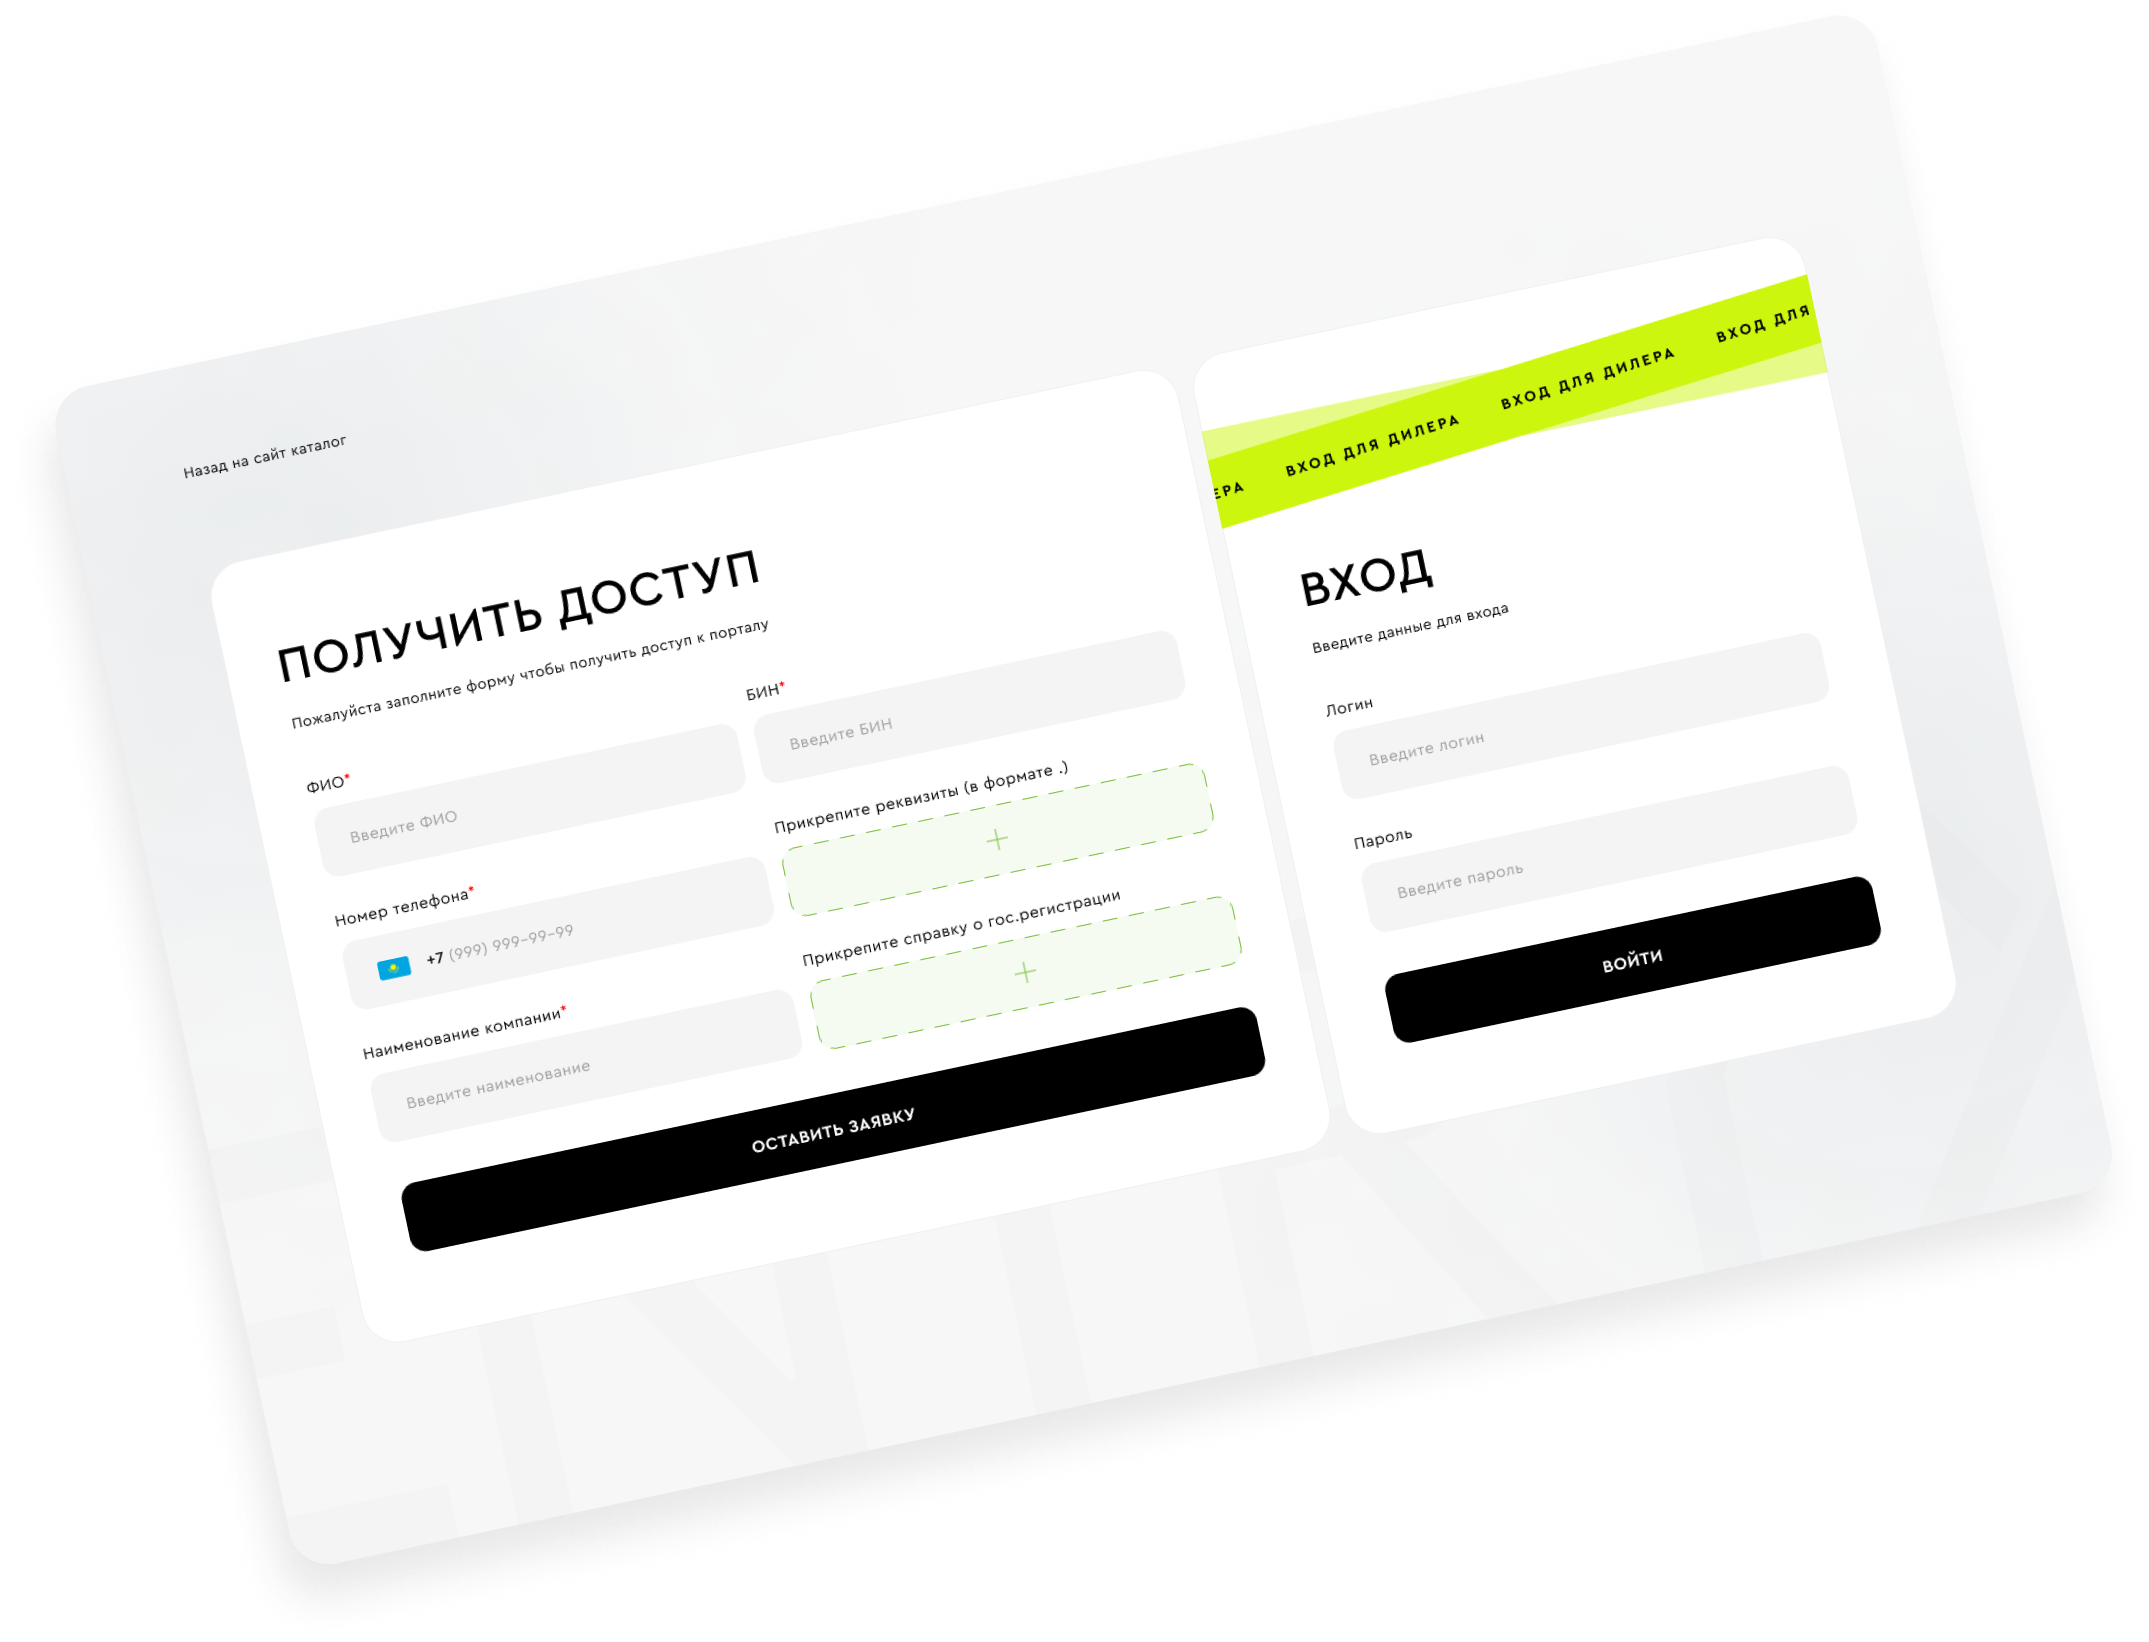 Назад на сайт каталог
ПОЛУЧИТЬ ДОСТУП
Пожалуйста заполните форму чтобы получить доступ к порталу
ФИО*
Введите ФИО
Номер телефона*
+7 (999) 999-99-99
Наименование компании*
Введите наименование
БИН*
Введите БИН
Прикрепите реквизиты (в формате .)
Прикрепите справку о гос.регистрации
ОСТАВИТЬ ЗАЯВКУ
ЕРА ВХОД ДЛЯ ДИЛЕРА ВХОД ДЛЯ ДИЛЕРА ВХОД ДЛЯ
ВХОД
Введите данные для входа
Логин
Введите логин
Пароль
Введите пароль
ВОЙТИ